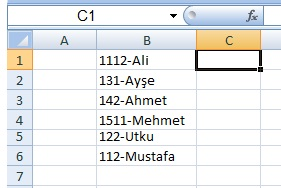 C1 fx
A B C
1 1112-Ali
2 131-Ayşe
3 142-Ahmet
4 1511-Mehmet
5 122-Utku
6 112-Mustafa
7